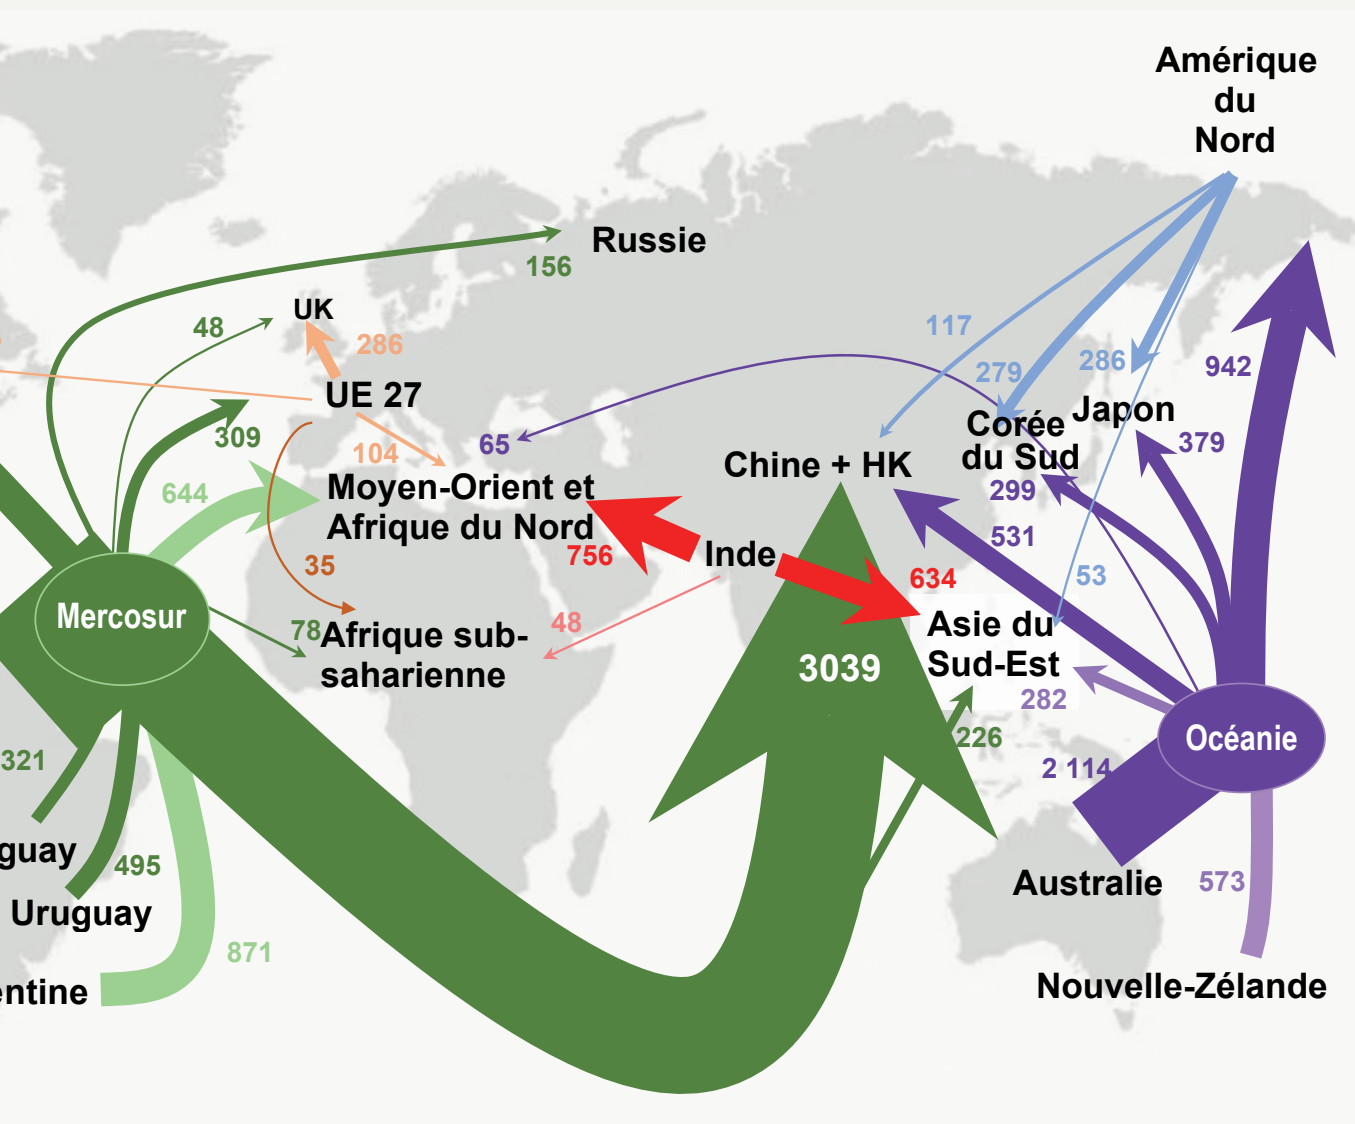 Amérique
du
Nord
Russie
156
UK
48
286
117
UE 27
279
286
942
309
Japon
Corée
du Sud
379
104
65
Chine + HK
644
Moyen-Orient et
Afrique du Nord
299
531
756
Inde
35
634
53
Mercosur
78
Afrique sub-
saharienne
48
Asie du
Sud-Est
3039
282
226
Océanie
321
2 114
guay
495
Australie
573
Uruguay
871
entine
Nouvelle-Zélande